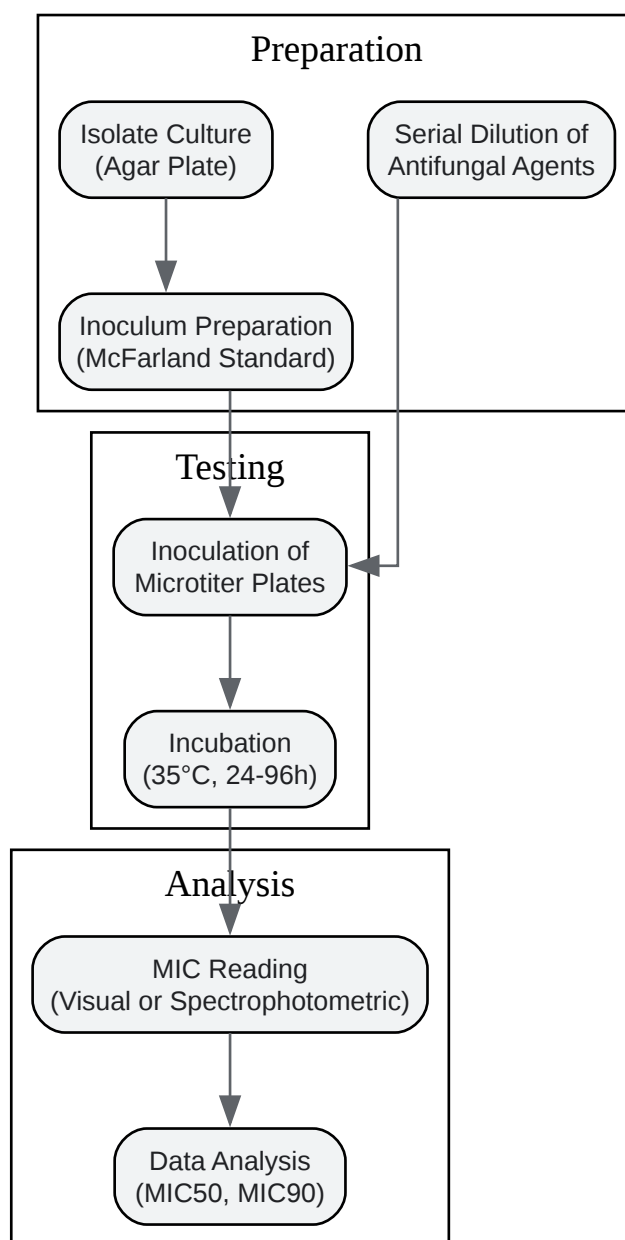 Preparation
Isolate Culture
(Agar Plate)
Serial Dilution of
Antifungal Agents
Inoculum Preparation
(McFarland Standard)
Testing
Inoculation of
Microtiter Plates
Incubation
(35°C, 24-96h)
Analysis
MIC Reading
(Visual or Spectrophotometric)
Data Analysis
(MIC50, MIC90)